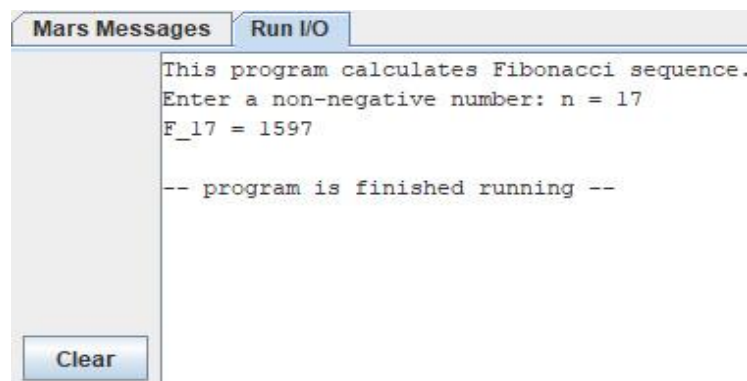 Mars Messages Run I/O
This program calculates Fibonacci sequence.
Enter a non-negative number: n = 17
F_17 = 1597
-- program is finished running --
Clear